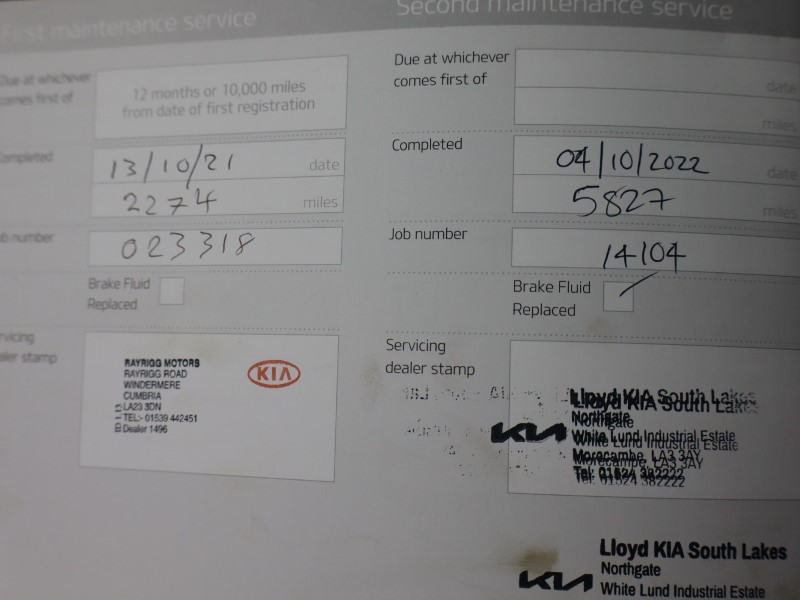 First maintenance service
Due at whichever
comes first of
12 months or 10,000 miles
from date of first registration
Completed
13/10/21 date
2274 miles
Job number
023318
Brake Fluid
Replaced
Servicing
dealer stamp
RAYRIGG MOTORS
RAYRIGG ROAD
WINDERMERE
CUMBRIA
LA23 3DN
TEL:- 01539 442451
Dealer 1496
KIA
Second maintenance service
Due at whichever
comes first of
date
miles
Completed
04/10/2022 date
5827 miles
Job number
14104
Brake Fluid
Replaced
Servicing
dealer stamp
Lloyd KIA South Lakes
Northgate
White Lund Industrial Estate
Morecambe, LA3 3AY
Tel: 01524 382222
KIA
Lloyd KIA South Lakes
Northgate
KIA White Lund Industrial Estate